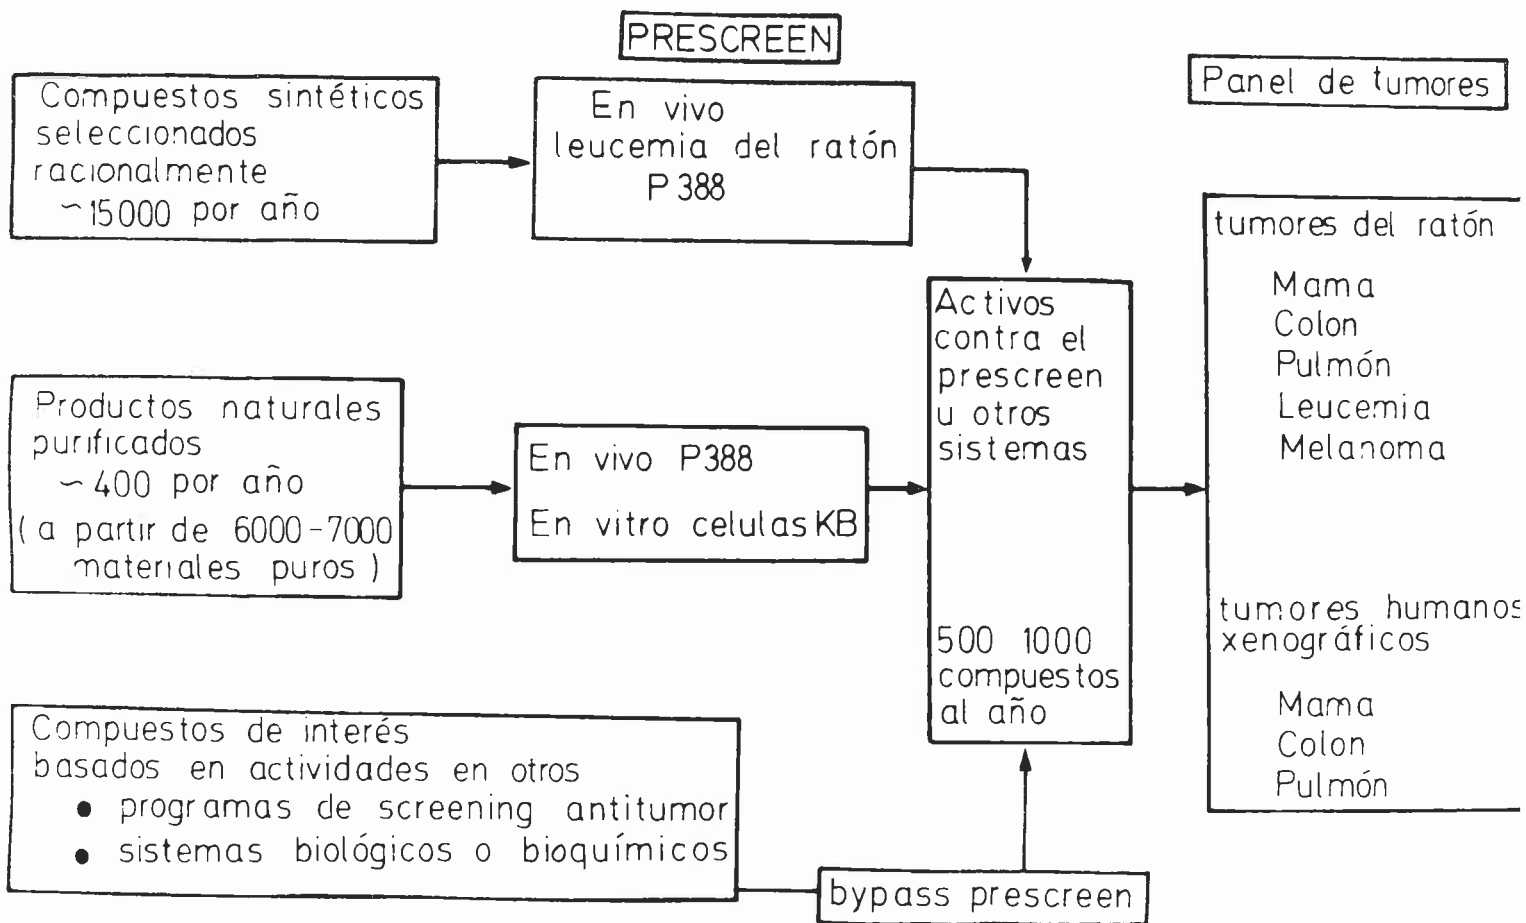 PRESCREEN
Compuestos sintéticos
seleccionados
racionalmente
~15000 por año
En vivo
leucemia del ratón
P 388
Panel de tumores
Productos naturales
purificados
~400 por año
(a partir de 6000-7000
materiales puros)
En vivo P388
En vitro celulas KB
Activos
contra el
prescreen
u otros
sistemas
500 1000
compuestos
al año
tumores del ratón
Mama
Colon
Pulmón
Leucemia
Melanoma
tumores humanos
xenográficos
Mama
Colon
Pulmón
Compuestos de interés
basados en actividades en otros
• programas de screening antitumor
• sistemas biológicos o bioquímicos
bypass prescreen